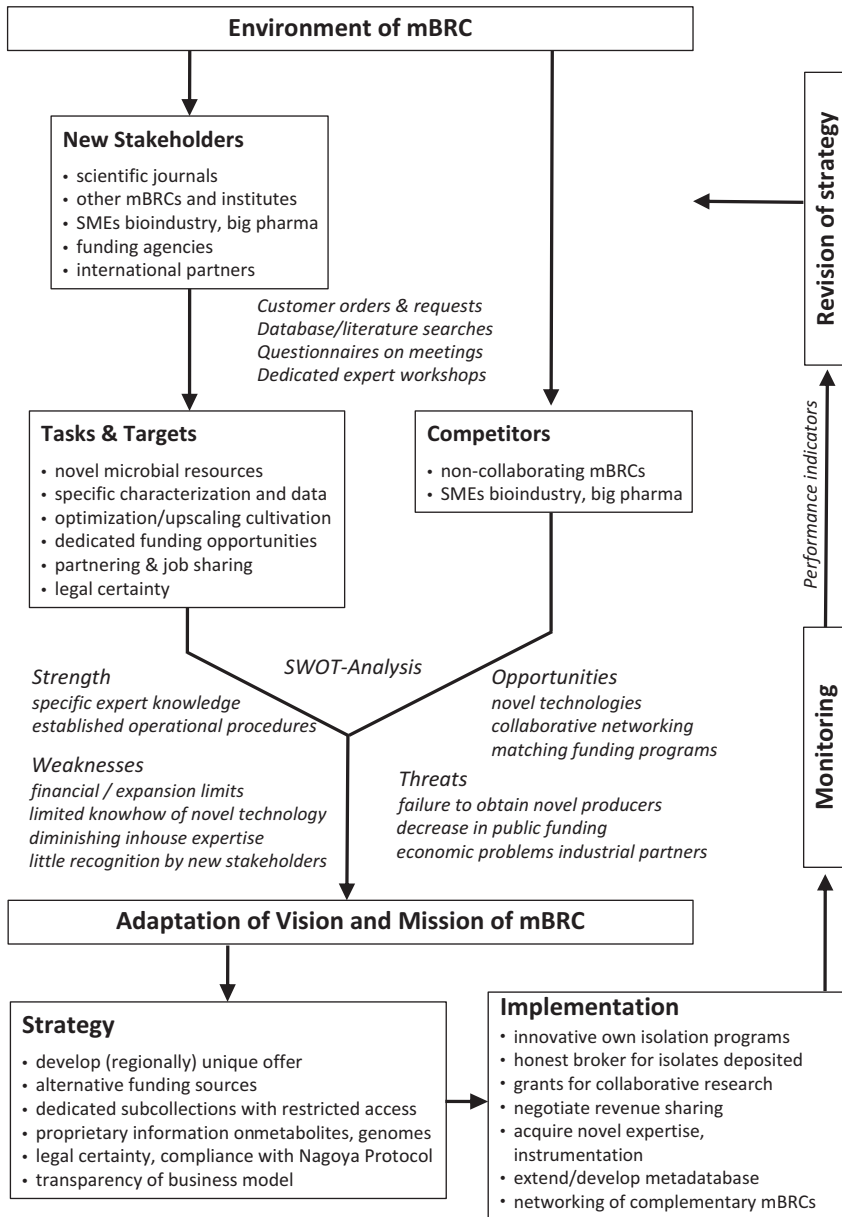 Environment of mBRC
New Stakeholders
• scientific journals
• other mBRCs and institutes
• SMEs bioindustry, big pharma
• funding agencies
• international partners
Customer orders & requests
Database/literature searches
Questionnaires on meetings
Dedicated expert workshops
Tasks & Targets
• novel microbial resources
• specific characterization and data
• optimization/upscaling cultivation
• dedicated funding opportunities
• partnering & job sharing
• legal certainty
Competitors
• non-collaborating mBRCs
• SMEs bioindustry, big pharma
SWOT-Analysis
Strength
specific expert knowledge
established operational procedures
Opportunities
novel technologies
collaborative networking
matching funding programs
Weaknesses
financial / expansion limits
limited knowhow of novel technology
diminishing inhouse expertise
little recognition by new stakeholders
Threats
failure to obtain novel producers
decrease in public funding
economic problems industrial partners
Adaptation of Vision and Mission of mBRC
Strategy
• develop (regionally) unique offer
• alternative funding sources
• dedicated subcollections with restricted access
• proprietary information onmetabolites, genomes
• legal certainty, compliance with Nagoya Protocol
• transparency of business model
Implementation
• innovative own isolation programs
• honest broker for isolates deposited
• grants for collaborative research
• negotiate revenue sharing
• acquire novel expertise,
instrumentation
• extend/develop metadatabase
• networking of complementary mBRCs
Monitoring
Performance indicators
Revision of strategy